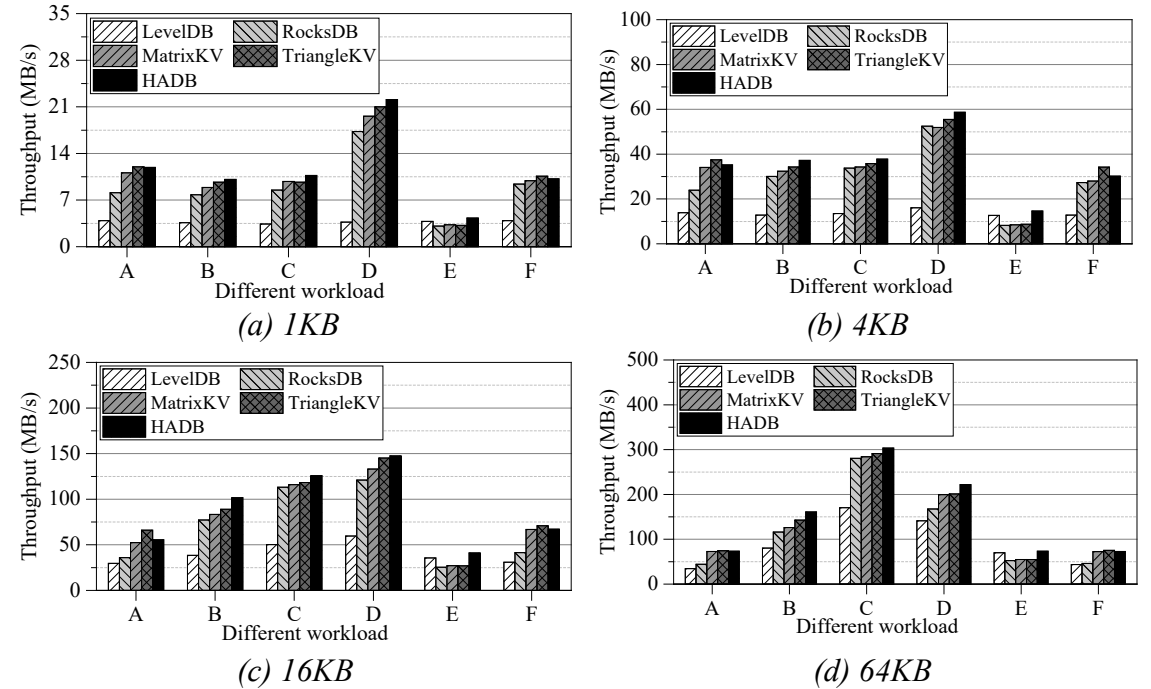 35
28
21
14
7
0
Throughput (MB/s)
LevelDB RocksDB
MatrixKV TriangleKV
HADB
A B C D E F
Different workload
(a) 1KB
100
80
60
40
20
0
Throughput (MB/s)
LevelDB RocksDB
MatrixKV TriangleKV
HADB
A B C D E F
Different workload
(b) 4KB
250
200
150
100
50
0
Throughput (MB/s)
LevelDB RocksDB
MatrixKV TriangleKV
HADB
A B C D E F
Different workload
(c) 16KB
500
400
300
200
100
0
Throughput (MB/s)
LevelDB RocksDB
MatrixKV TriangleKV
HADB
A B C D E F
Different workload
(d) 64KB